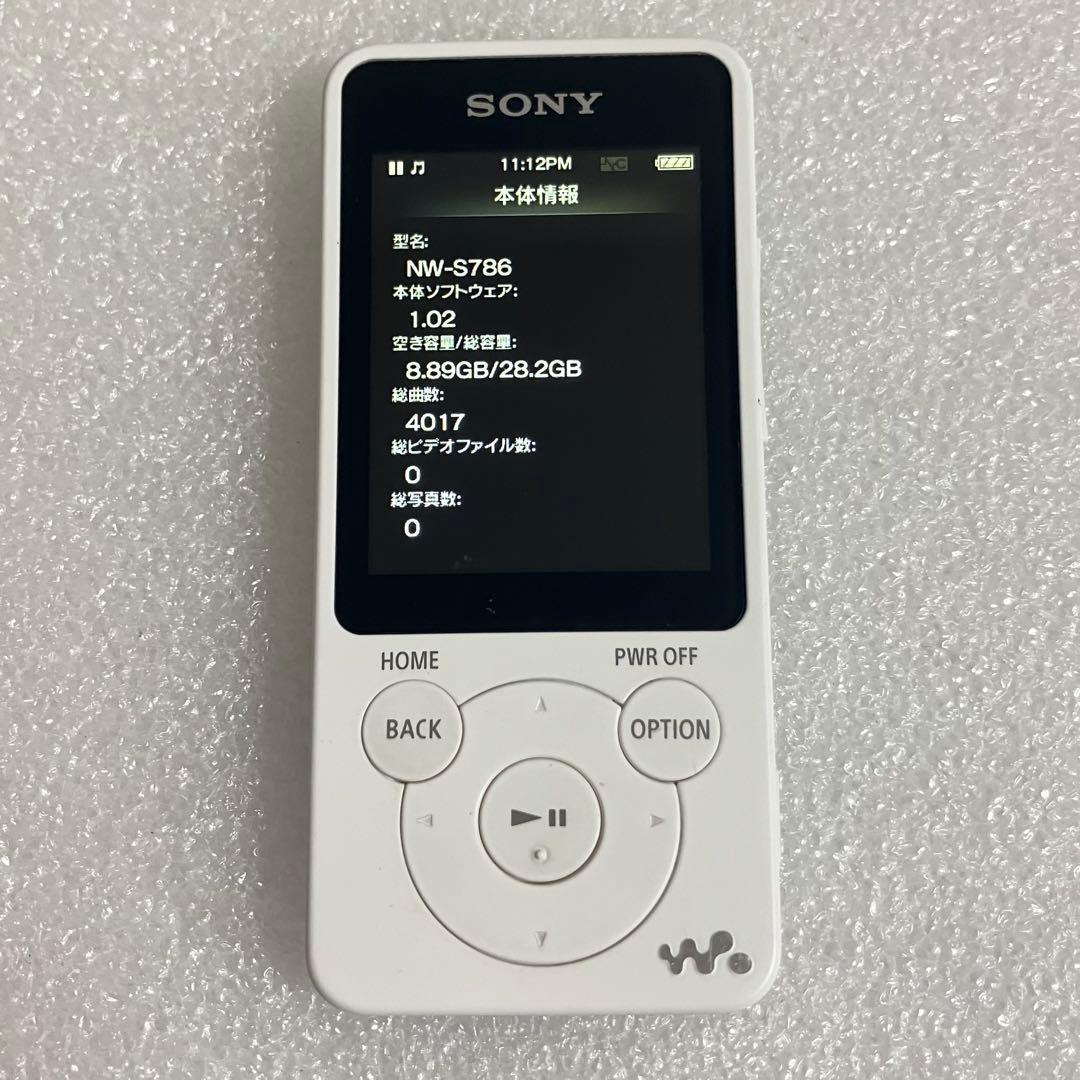 SONY
11:12PM
本体情報
型名:
NW-S786
本体ソフトウェア:
1.02
空き容量/総容量:
8.89GB/28.2GB
総曲数:
4017
総ビデオファイル数:
0
総写真数:
0
HOME
PWR OFF
BACK
OPTION